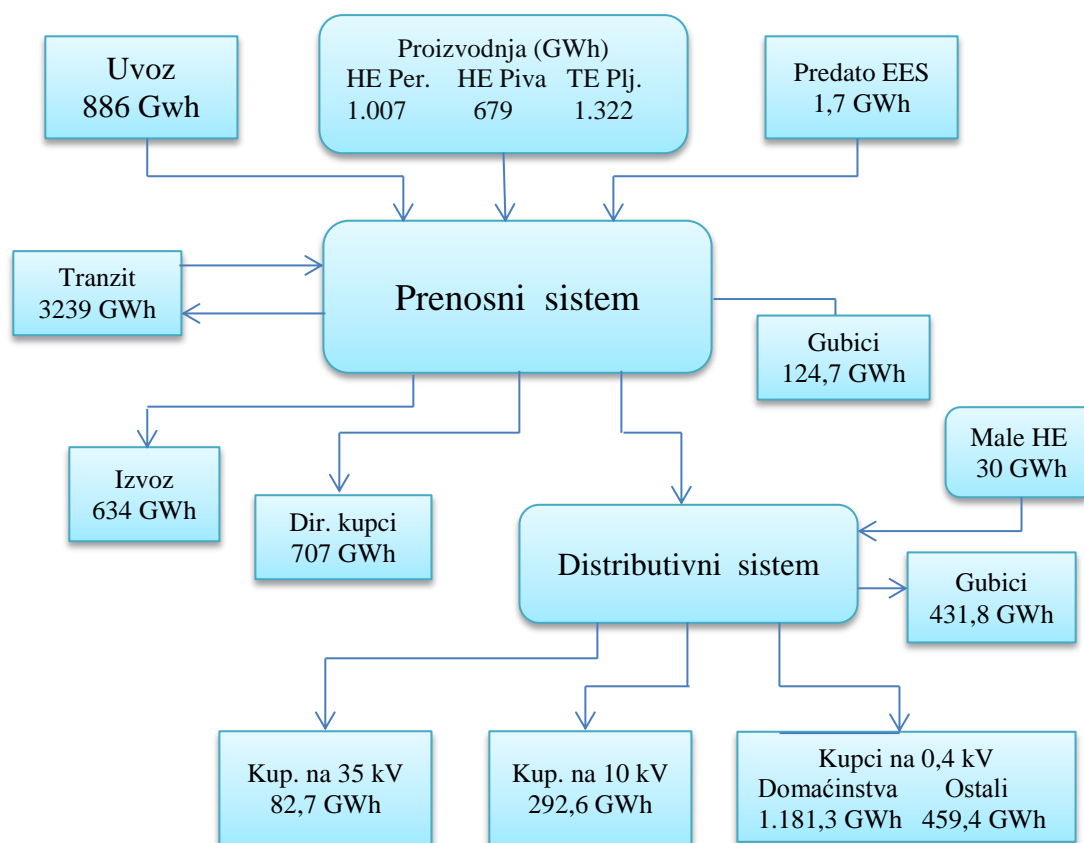 Uvoz
886 Gwh
Proizvodnja (GWh)
HE Per. HE Piva TE Plj.
1.007 679 1.322
Predato EES
1,7 GWh
Tranzit
3239 GWh
Prenosni sistem
Gubici
124,7 GWh
Izvoz
634 GWh
Dir. kupci
707 GWh
Male HE
30 GWh
Distributivni sistem
Gubici
431,8 GWh
Kup. na 35 kV
82,7 GWh
Kup. na 10 kV
292,6 GWh
Kupci na 0,4 kV
Domaćinstva Ostali
1.181,3 GWh 459,4 GWh